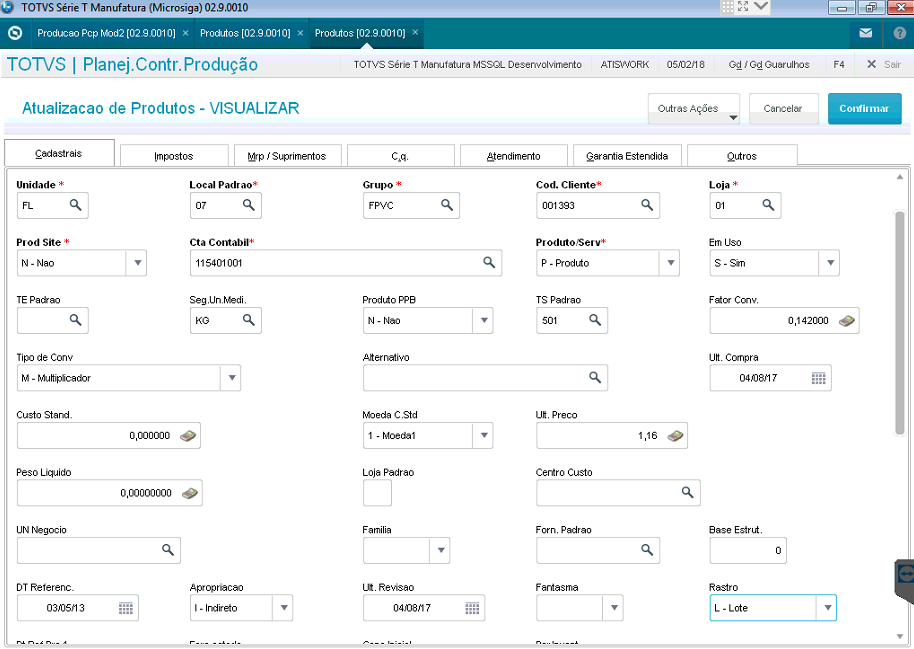 TOTVS Série T Manufatura (Microsiga) 02.9.0010
Producao Pcp Mod2 [02.9.0010] × Produtos [02.9.0010] × Produtos [02.9.0010] ×
TOTVS | Planej.Contr.Produção TOTVS Série T Manufatura MSSQL Desenvolvimento ATISWORK 05/02/18 Gd / Gd Guarulhos F4 X Sair
Atualizacao de Produtos - VISUALIZAR Outras Ações Cancelar Confirmar
Cadastrais Impostos Mrp / Suprimentos C.q. Atendimento Garantia Estendida Outros
Unidade * Local Padrao* Grupo * Cod. Cliente* Loja *
FL 07 FPVC 001393 01
Prod Site * Cta Contabil* Produto/Serv* Em Uso
N - Nao 115401001 P - Produto S - Sim
TE Padrao Seg.Un.Medi. Produto PPB TS Padrao Fator Conv.
KG N - Nao 501 0,142000
Tipo de Conv Alternativo Ult. Compra
M - Multiplicador 04/08/17
Custo Stand. Moeda C.Std Ult. Preco
0,000000 1 - Moeda1 1,16
Peso Liquido Loja Padrao Centro Custo
0,00000000
UN Negocio Familia Forn. Padrao Base Estrut.
0
DT Referenc. Apropriacao Ult. Revisao Fantasma Rastro
03/05/13 I - Indireto 04/08/17 L - Lote